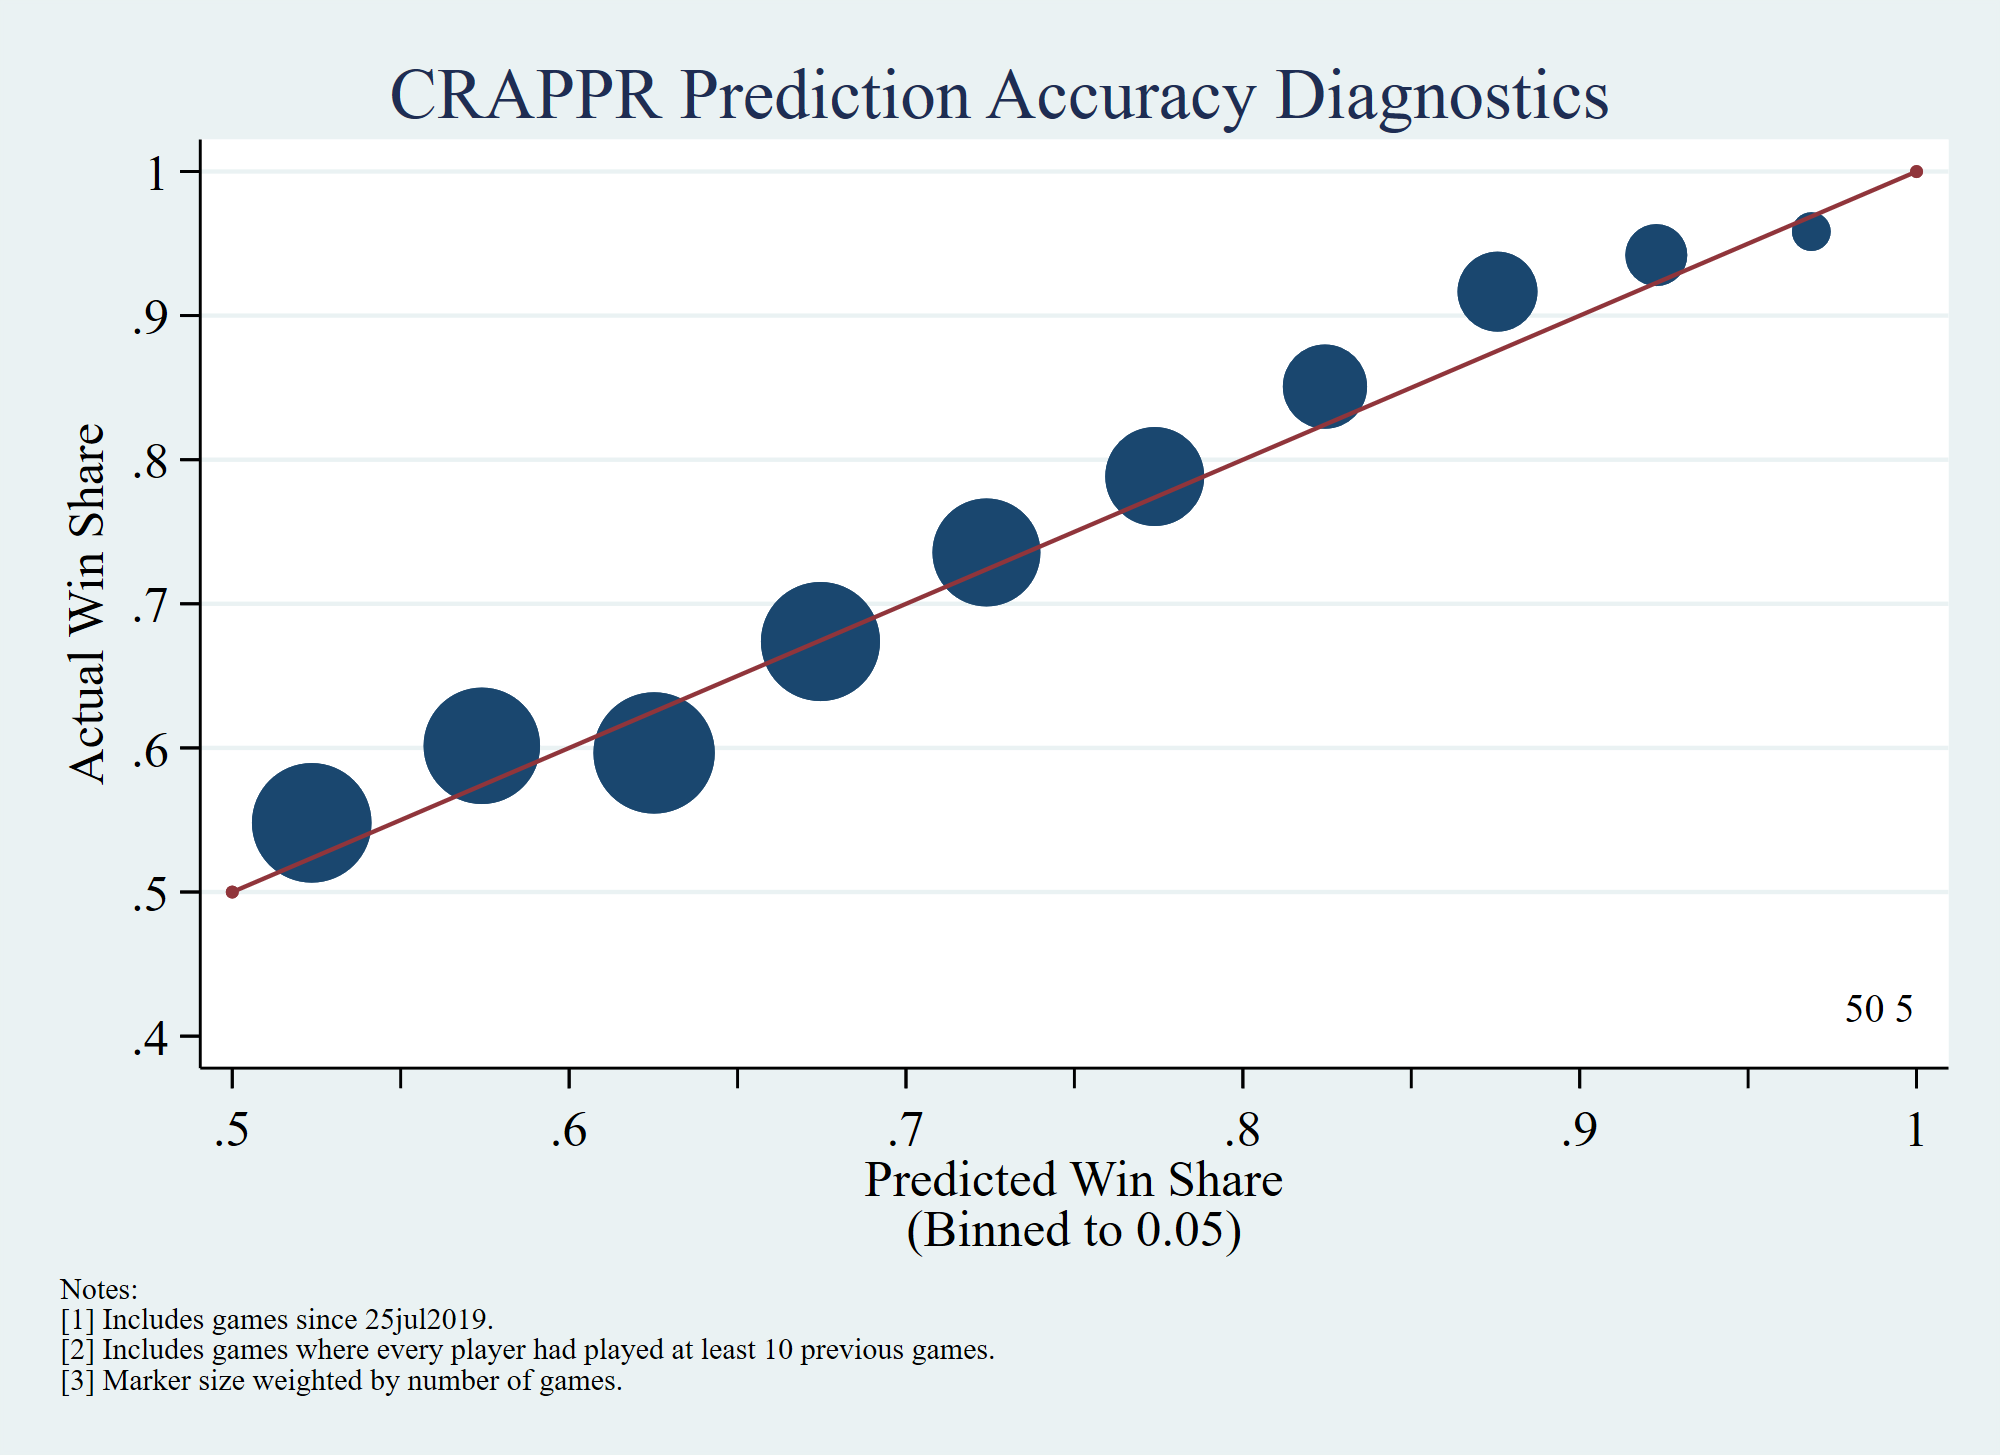 CRAPPR Prediction Accuracy Diagnostics
1
.9
.8
.7
.6
.5
.4
Actual Win Share
50 5
.5 .6 .7 .8 .9 1
Predicted Win Share
(Binned to 0.05)
Notes:
[1] Includes games since 25jul2019.
[2] Includes games where every player had played at least 10 previous games.
[3] Marker size weighted by number of games.